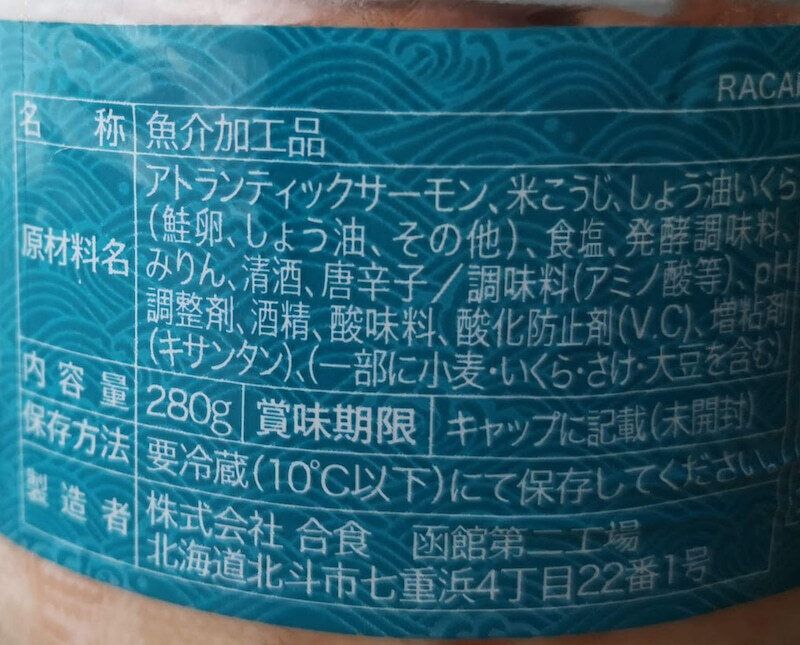 RACA
名称 魚介加工品
原材料名 アトランティックサーモン、米こうじ、しょう油いくら
(鮭卵、しょう油、その他)、食塩、発酵調味料、
みりん、清酒、唐辛子/調味料(アミノ酸等)、pH
調整剤、酒精、酸味料、酸化防止剤(V.C)、増粘剤
(キサンタン)、(一部に小麦・いくら・さけ・大豆を含む)
内容量 280g 賞味期限 キャップに記載(未開封)
保存方法 要冷蔵(10℃以下)にて保存してください。
製造者 株式会社 合食 函館第二工場
北海道北斗市七重浜4丁目22番1号